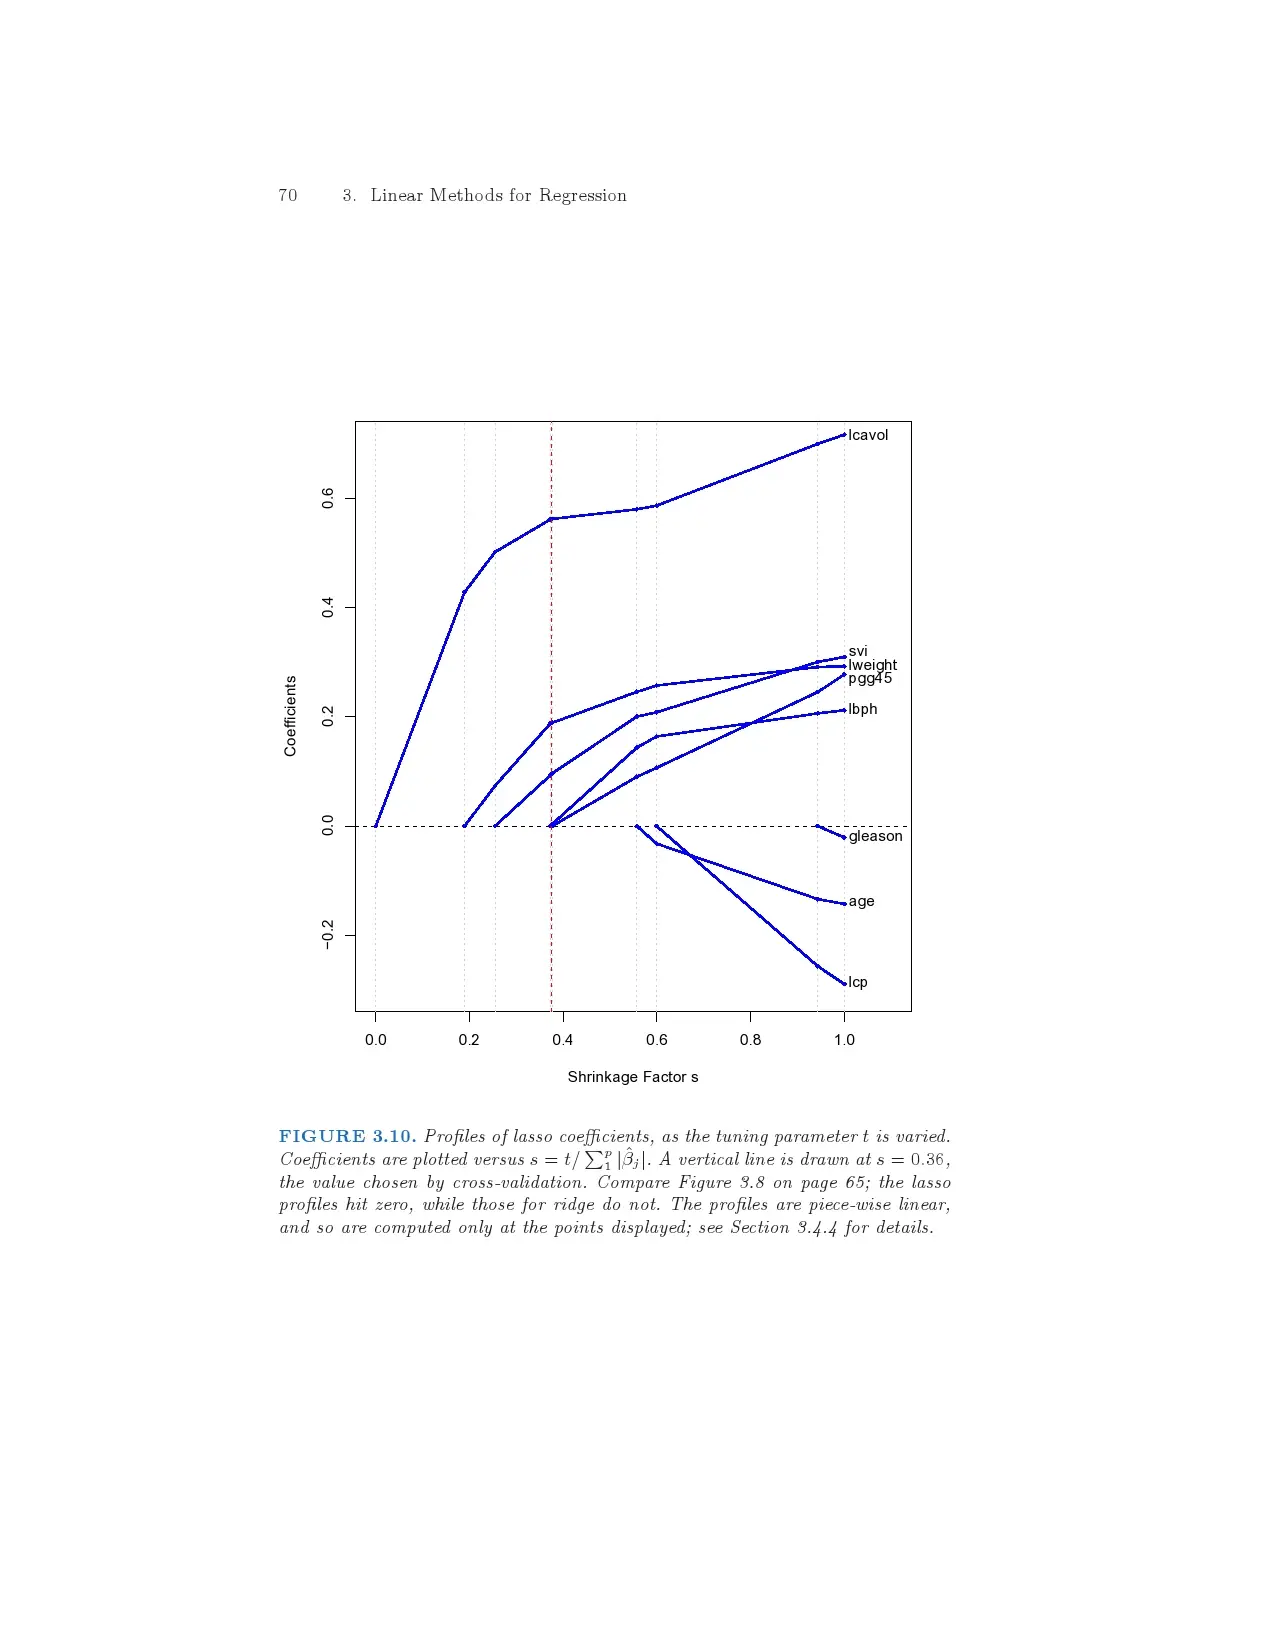 70 3. Linear Methods for Regression
lcavol
svi
lweight
pgg45
lbph
gleason
age
lcp
Coefficients
0.6
0.4
0.2
0.0
−0.2
0.0 0.2 0.4 0.6 0.8 1.0
Shrinkage Factor s
FIGURE 3.10. Profiles of lasso coefficients, as the tuning parameter t is varied.
Coefficients are plotted versus s = t/∑₁ᵖ |β̂ⱼ|. A vertical line is drawn at s = 0.36,
the value chosen by cross-validation. Compare Figure 3.8 on page 65; the lasso
profiles hit zero, while those for ridge do not. The profiles are piece-wise linear,
and so are computed only at the points displayed; see Section 3.4.4 for details.